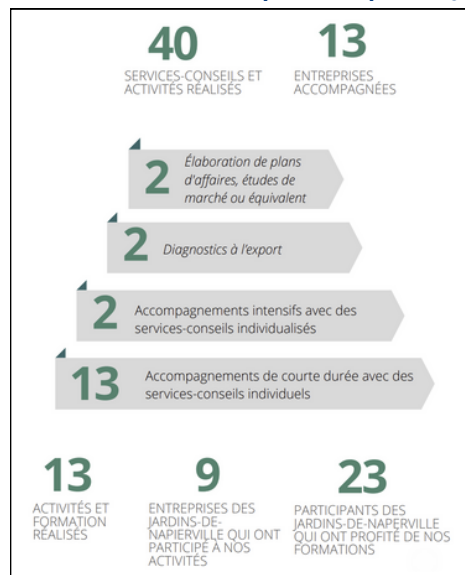 40
SERVICES-CONSEILS ET
ACTIVITÉS RÉALISÉS
13
ENTREPRISES
ACCOMPAGNÉES
2
Élaboration de plans
d'affaires, études de
marché ou équivalent
2
Diagnostics à l'export
2
Accompagnements intensifs avec des
services-conseils individualisés
13
Accompagnements de courte durée avec des
services-conseils individuels
13
ACTIVITÉS ET
FORMATION
RÉALISÉS
9
ENTREPRISES DES
JARDINS-DE-
NAPIERVILLE QUI ONT
PARTICIPÉ À NOS
ACTIVITÉS
23
PARTICIPANTS DES
JARDINS-DE-NAPERVILLE
QUI ONT PROFITÉ DE NOS
FORMATIONS